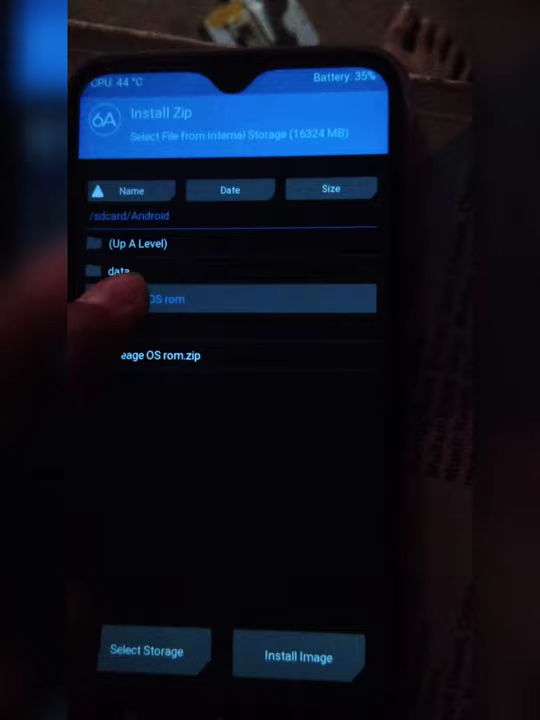 CPU: 44 °C
Battery: 35%
6A
Install Zip
Select File from Internal Storage (16324 MB)
Name
Date
Size
/sdcard/Android
(Up A Level)
data
OS rom
eage OS rom.zip
Select Storage
Install Image